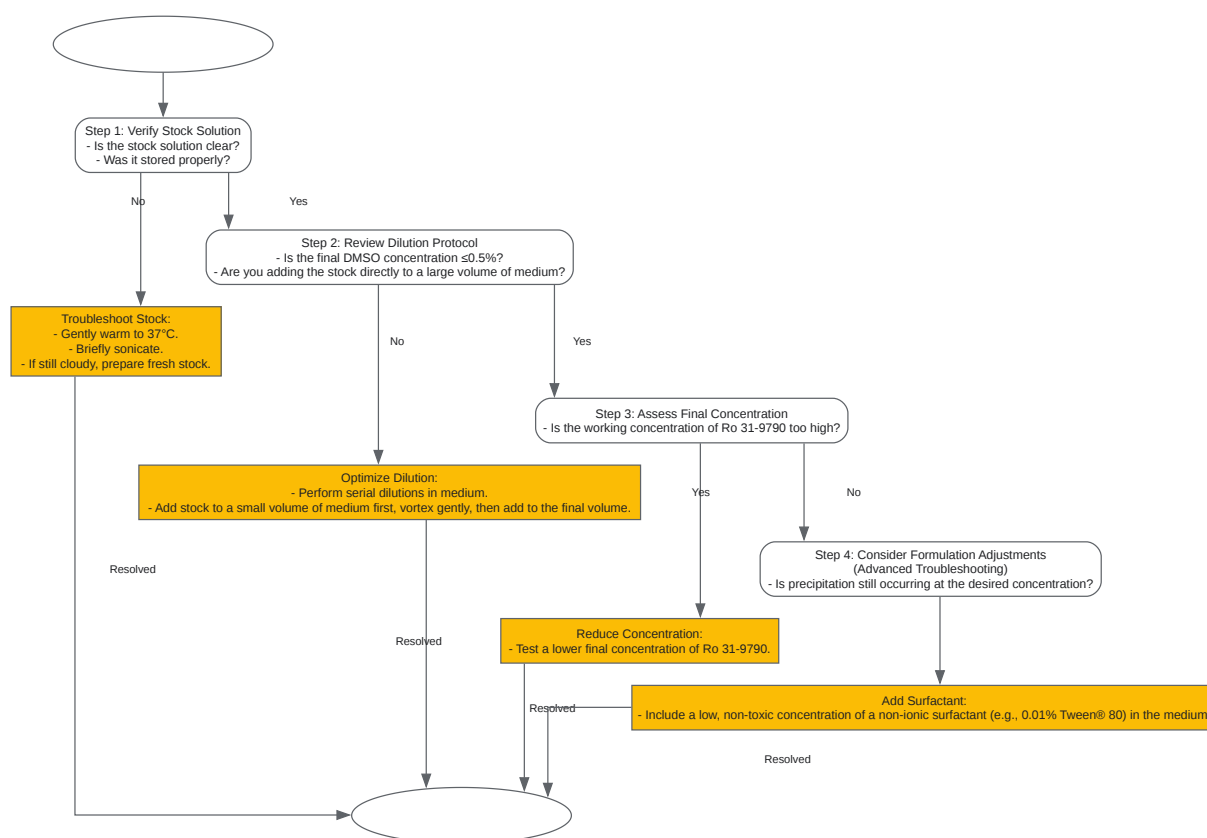 Step 1: Verify Stock Solution
- Is the stock solution clear?
- Was it stored properly?
No
Yes
Step 2: Review Dilution Protocol
- Is the final DMSO concentration ≤0.5%?
- Are you adding the stock directly to a large volume of medium?
Troubleshoot Stock:
- Gently warm to 37°C.
- Briefly sonicate.
- If still cloudy, prepare fresh stock.
No
Yes
Step 3: Assess Final Concentration
- Is the working concentration of Ro 31-9790 too high?
Optimize Dilution:
- Perform serial dilutions in medium.
- Add stock to a small volume of medium first, vortex gently, then add to the final volume.
Yes
No
Step 4: Consider Formulation Adjustments
(Advanced Troubleshooting)
- Is precipitation still occurring at the desired concentration?
Resolved
Resolved
Reduce Concentration:
- Test a lower final concentration of Ro 31-9790.
Add Surfactant:
- Include a low, non-toxic concentration of a non-ionic surfactant (e.g., 0.01% Tween® 80) in the medium
Resolved
Resolved